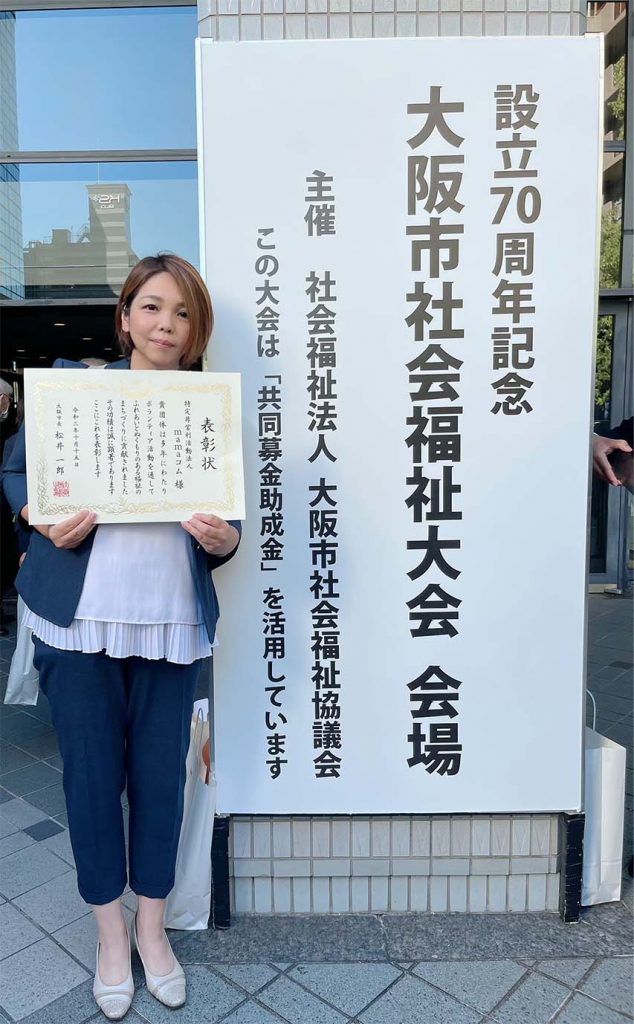 設立70周年記念
大阪市社会福祉大会 会場
主催 社会福祉法人 大阪市社会福祉協議会
この大会は「共同募金助成金」を活用しています
表彰状
特定非営利活動法人
mamaコム 様
貴団体は多年にわたり
ボランティア活動を通して
ふれあいとぬくもりのある福祉の
まちづくりに貢献されました
その功績は誠に顕著であります
ここにこれを表彰します
令和三年十月十五日
大阪市長 松井 一郎